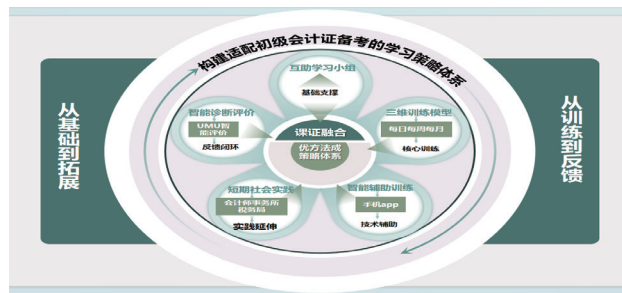 构建适配初级会计证备考的学习策略体系
从基础到拓展
互助学习小组
基础支撑
智能诊断评价
UMU智
能评价
反馈闭环
三维训练模型
每日每周每月
核心训练
课证融合
优方法成
策略体系
短期社会实践
会计师事务所
税务局
实践延伸
智能辅助训练
手机app
技术辅助
从训练到反馈